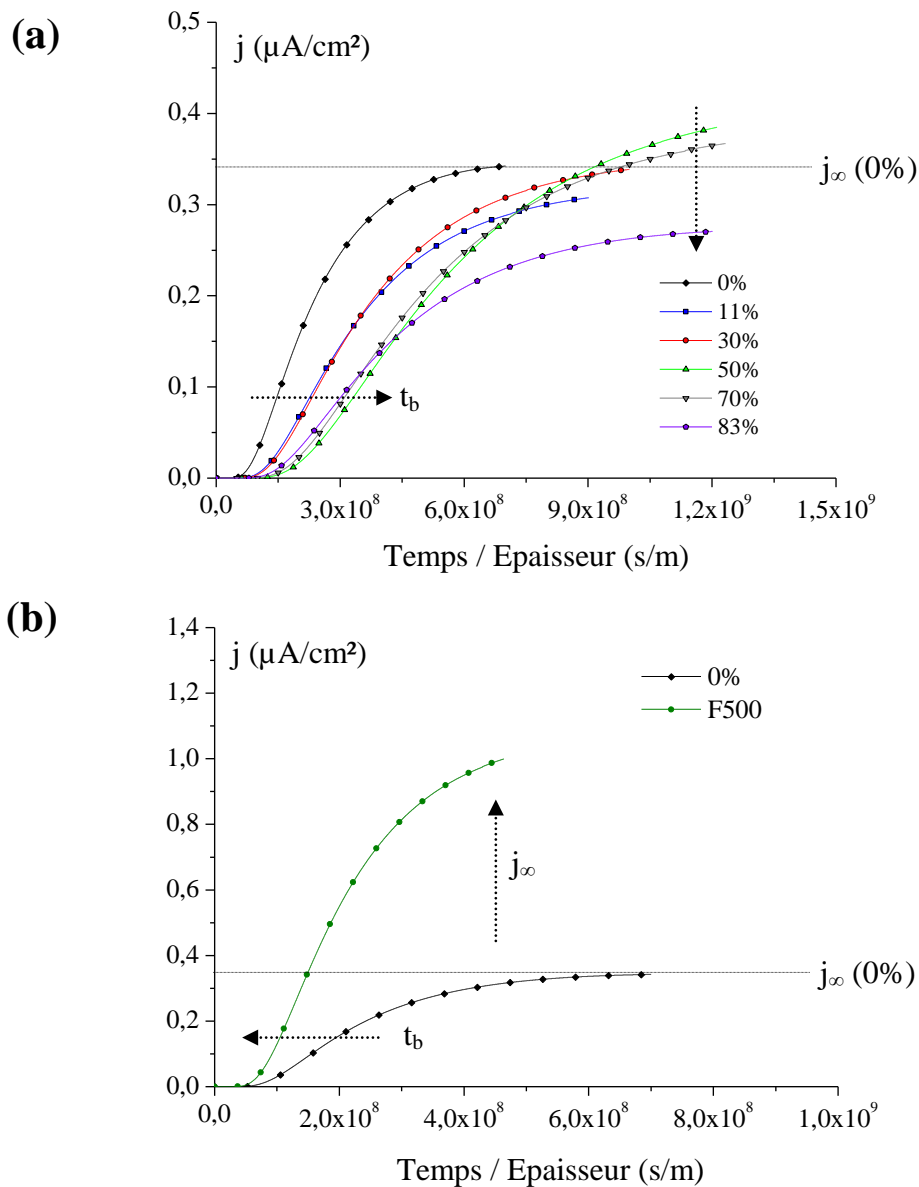 (a)
j (µA/cm²)
0,5
0,4
0,3
0,2
0,1
0,0
j∞ (0%)
0%
11%
30%
50%
70%
83%
t_b
0,0
3,0x10⁸
6,0x10⁸
9,0x10⁸
1,2x10⁹
1,5x10⁹
Temps / Epaisseur (s/m)
(b)
j (µA/cm²)
1,4
1,2
1,0
0,8
0,6
0,4
0,2
0,0
0%
F500
j∞
j∞ (0%)
t_b
0,0
2,0x10⁸
4,0x10⁸
6,0x10⁸
8,0x10⁸
1,0x10⁹
Temps / Epaisseur (s/m)